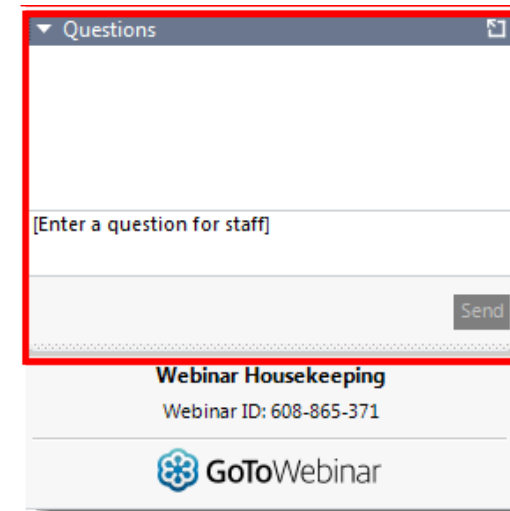 Questions
[Enter a question for staff]
Send
Webinar Housekeeping
Webinar ID: 608-865-371
GoToWebinar